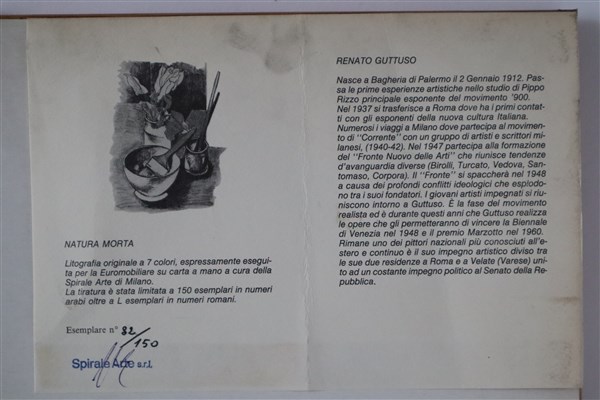 NATURA MORTA
Litografia originale a 7 colori, espressamente esegui-
ta per la Euromobiliare su carta a mano a cura della
Spirale Arte di Milano.
La tiratura è stata limitata a 150 esemplari in numeri
arabi oltre a L esemplari in numeri romani.
Esemplare n° 82/150
Spirale Arte s.r.l.
RENATO GUTTUSO
Nasce a Bagheria di Palermo il 2 Gennaio 1912. Pas-
sa le prime esperienze artistiche nello studio di Pippo
Rizzo principale esponente del movimento '900.
Nel 1937 si trasferisce a Roma dove ha i primi contat-
ti con gli esponenti della nuova cultura Italiana.
Numerosi i viaggi a Milano dove partecipa al movimen-
to di "Corrente" con un gruppo di artisti e scrittori mi-
lanesi, (1940-42). Nel 1947 partecipa alla formazione
del "Fronte Nuovo delle Arti" che riunisce tendenze
d'avanguardia diverse (Birolli, Turcato, Vedova, San-
tomaso, Corpora). Il "Fronte" si spaccherà nel 1948
a causa dei profondi conflitti ideologici che esplodo-
no tra i suoi fondatori. I giovani artisti impegnati si riu-
niscono intorno a Guttuso. È la fase del movimento
realista ed è durante questi anni che Guttuso realizza
le opere che gli permetteranno di vincere la Biennale
di Venezia nel 1948 e il premio Marzotto nel 1960.
Rimane uno dei pittori nazionali più conosciuti all'e-
stero e continuo è il suo impegno artistico diviso tra
le sue due residenze a Roma e a Velate (Varese) uni-
to ad un costante impegno politico al Senato della Re-
pubblica.